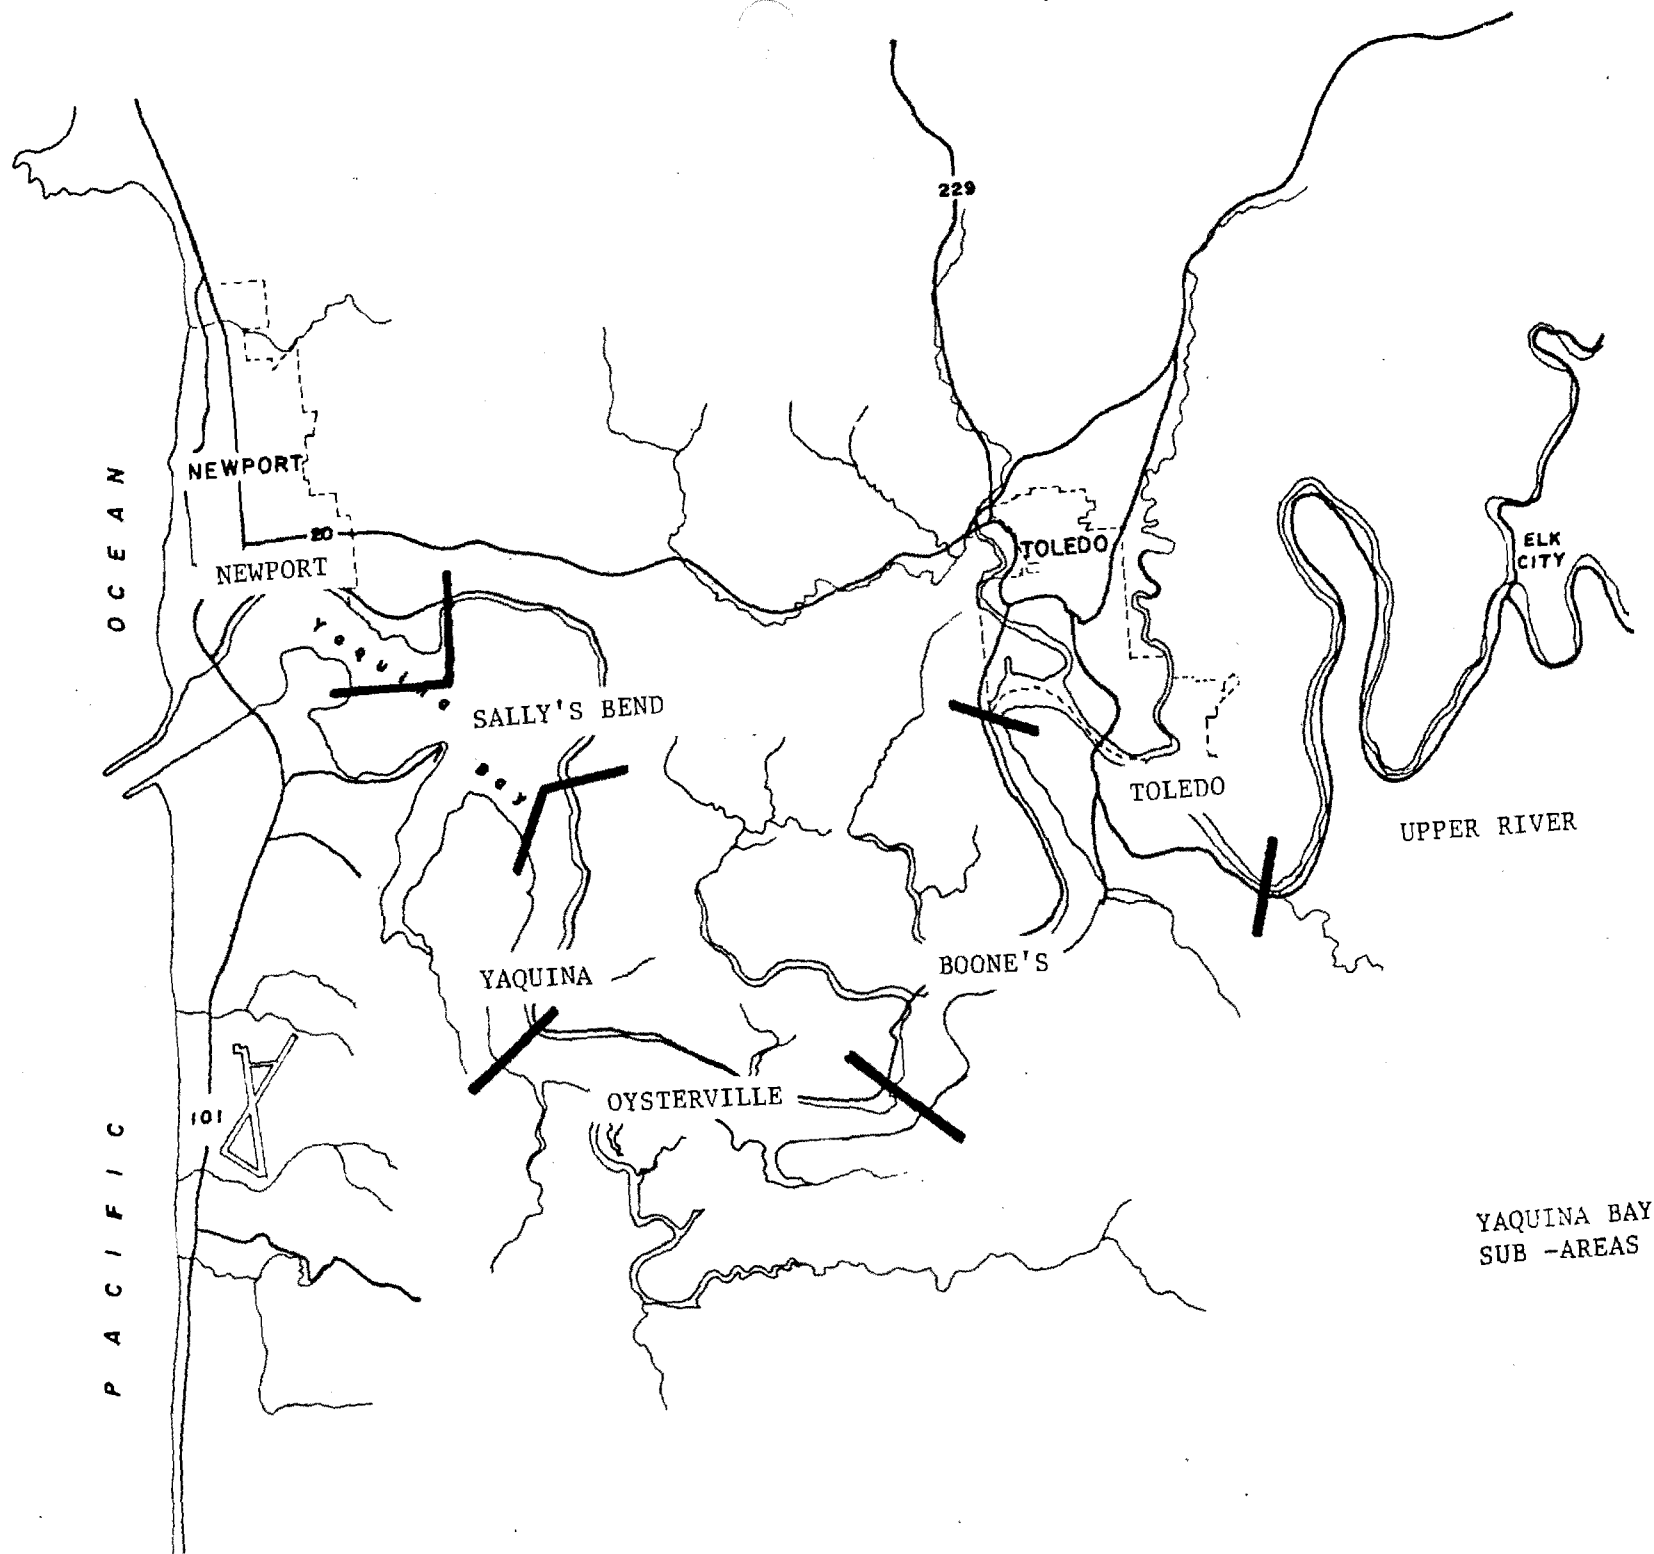 229
NEWPORT
OCEAN
20
NEWPORT
TOLEDO
ELK
CITY
Yaquina
SALLY'S BEND
Bay
TOLEDO
UPPER RIVER
BOONE'S
YAQUINA
OYSTERVILLE
101
PACIFIC
YAQUINA BAY
SUB -AREAS